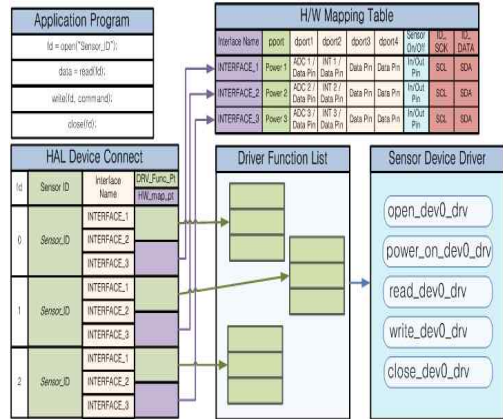 Application Program
fd = open("Sensor_ID");
data = read(fd);
write(fd, command);
close(fd);
H/W Mapping Table
Interface Name pport dport1 dport2 dport3 dport4 Sensor On/Off Pin IO_SCK IO_DATA
INTERFACE_1 Power 1 ADC 1 / Data Pin INT 1 / Data Pin Data Pin Data Pin In/Out Pin SCL SDA
INTERFACE_2 Power 2 ADC 2 / Data Pin INT 2 / Data Pin Data Pin Data Pin In/Out Pin SCL SDA
INTERFACE_3 Power 3 ADC 3 / Data Pin INT 3 / Data Pin Data Pin Data Pin In/Out Pin SCL SDA
HAL Device Connect
fd Sensor ID Interface Name DRV_Func_Pt
HW_map_pt
0 Sensor_ID INTERFACE_1
INTERFACE_2
INTERFACE_3
1 Sensor_ID INTERFACE_1
INTERFACE_2
INTERFACE_3
2 Sensor_ID INTERFACE_1
INTERFACE_2
INTERFACE_3
Driver Function List
Sensor Device Driver
open_dev0_drv
power_on_dev0_drv
read_dev0_drv
write_dev0_drv
close_dev0_drv